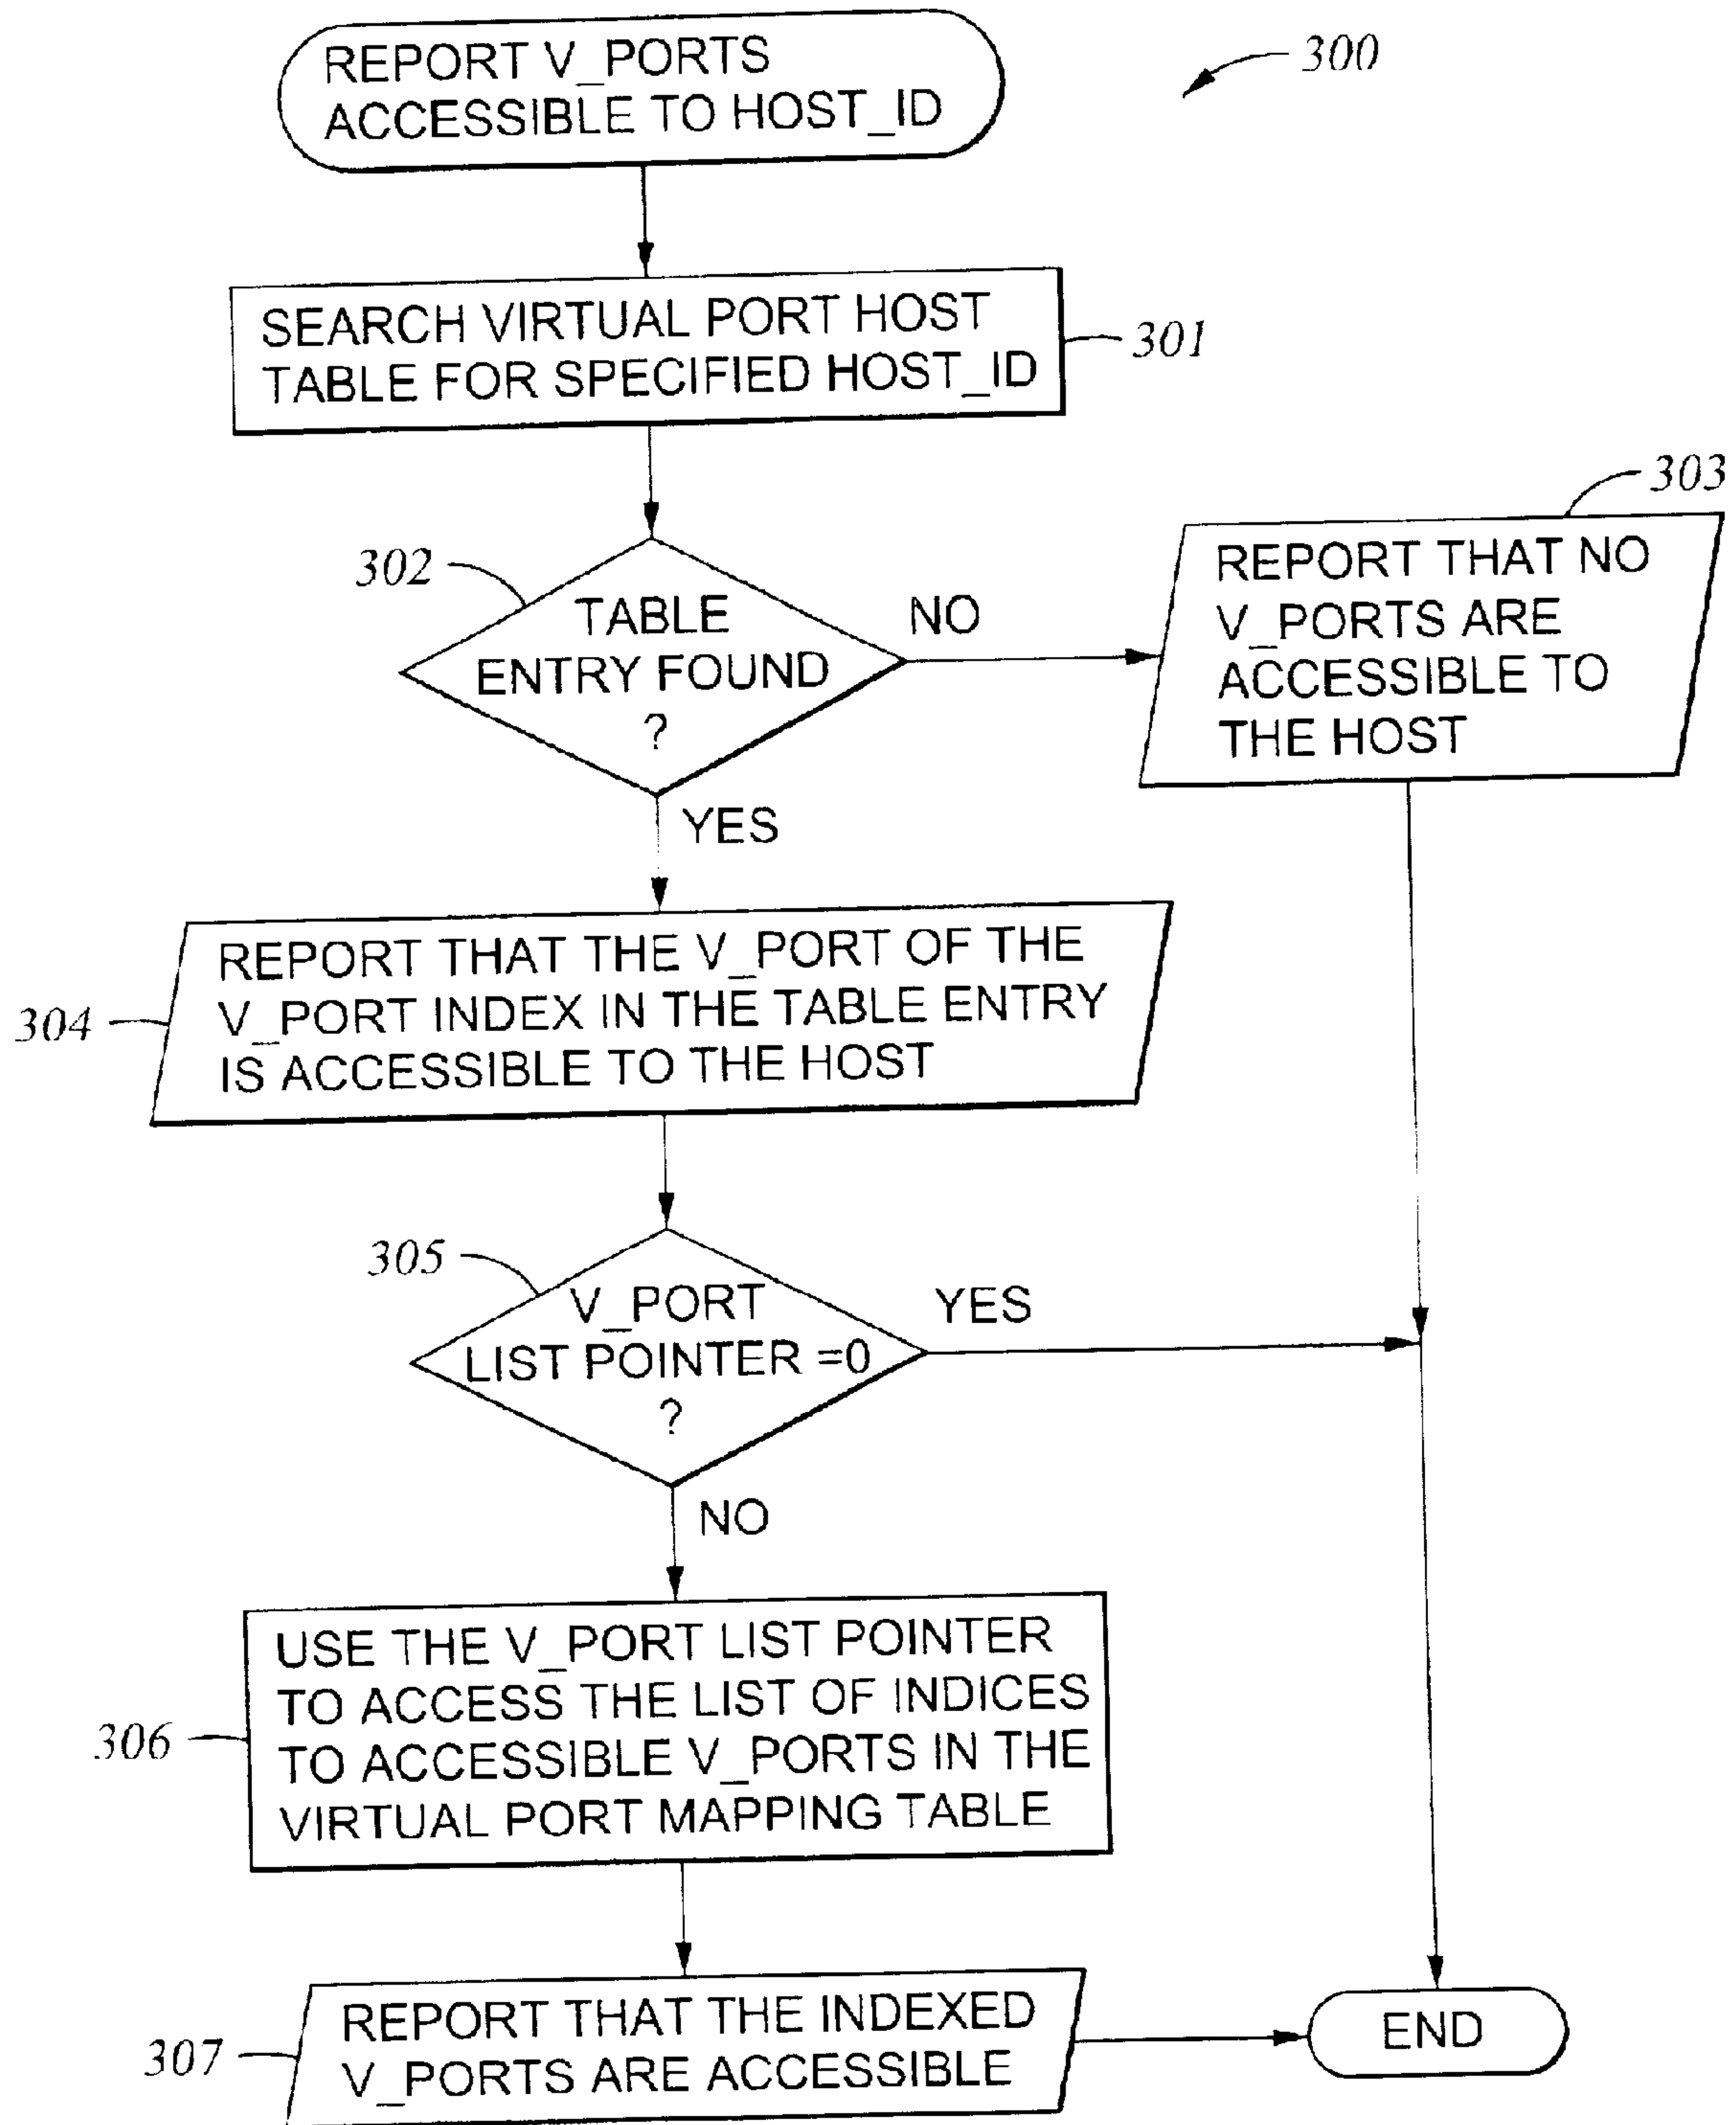 REPORT V_PORTS
ACCESSIBLE TO HOST_ID
300
SEARCH VIRTUAL PORT HOST
TABLE FOR SPECIFIED HOST_ID
301
302
TABLE
ENTRY FOUND
?
NO
YES
303
REPORT THAT NO
V_PORTS ARE
ACCESSIBLE TO
THE HOST
304
REPORT THAT THE V_PORT OF THE
V_PORT INDEX IN THE TABLE ENTRY
IS ACCESSIBLE TO THE HOST
305
V_PORT
LIST POINTER =0
?
YES
NO
306
USE THE V_PORT LIST POINTER
TO ACCESS THE LIST OF INDICES
TO ACCESSIBLE V_PORTS IN THE
VIRTUAL PORT MAPPING TABLE
307
REPORT THAT THE INDEXED
V_PORTS ARE ACCESSIBLE
END